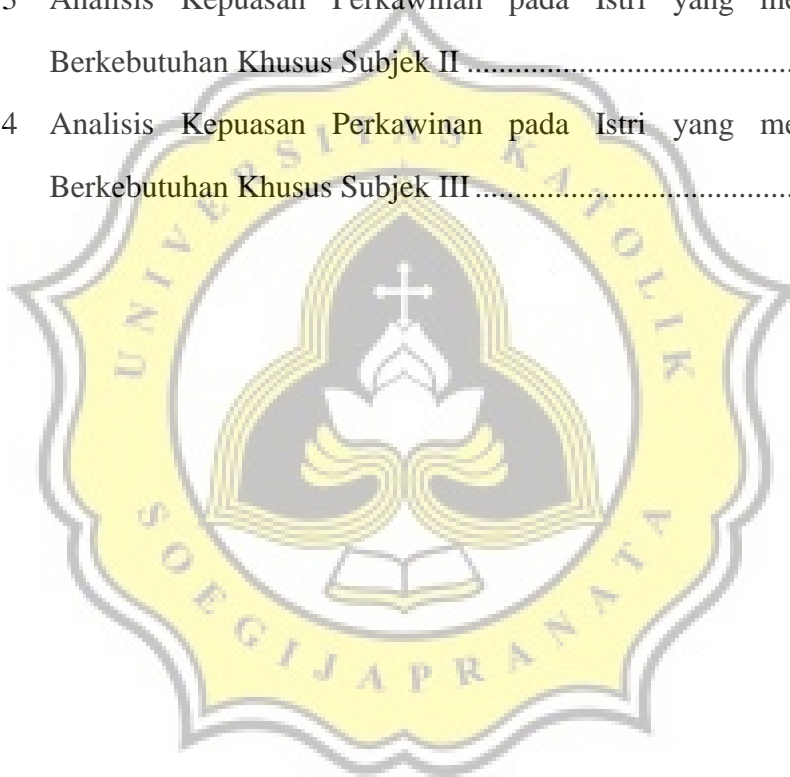 3 Analisis Kepuasan Perkawinan pada Istri yang me
Berkebutuhan Khusus Subjek II ........................................
4 Analisis Kepuasan Perkawinan pada Istri yang me
Berkebutuhan Khusus Subjek III .......................................
UNIVERSITAS KATOLIK
SOEGIJAPRANATA